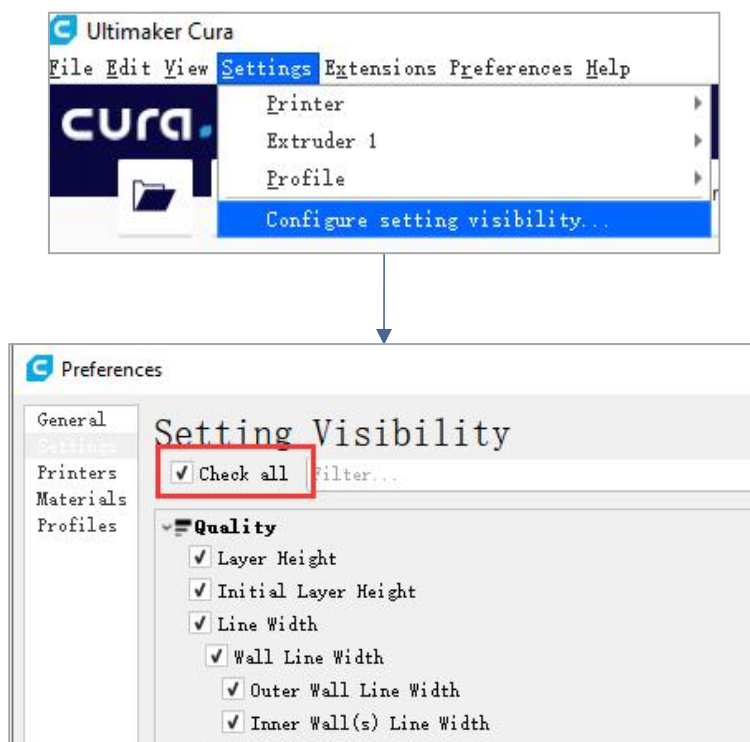 Ultimaker Cura
File Edit View Settings Extensions Preferences Help
cura.
Printer
Extruder 1
Profile
Configure setting visibility...
Preferences
General
Settings
Printers
Materials
Profiles
Setting Visibility
Check all Filter...
Quality
Layer Height
Initial Layer Height
Line Width
Wall Line Width
Outer Wall Line Width
Inner Wall(s) Line Width